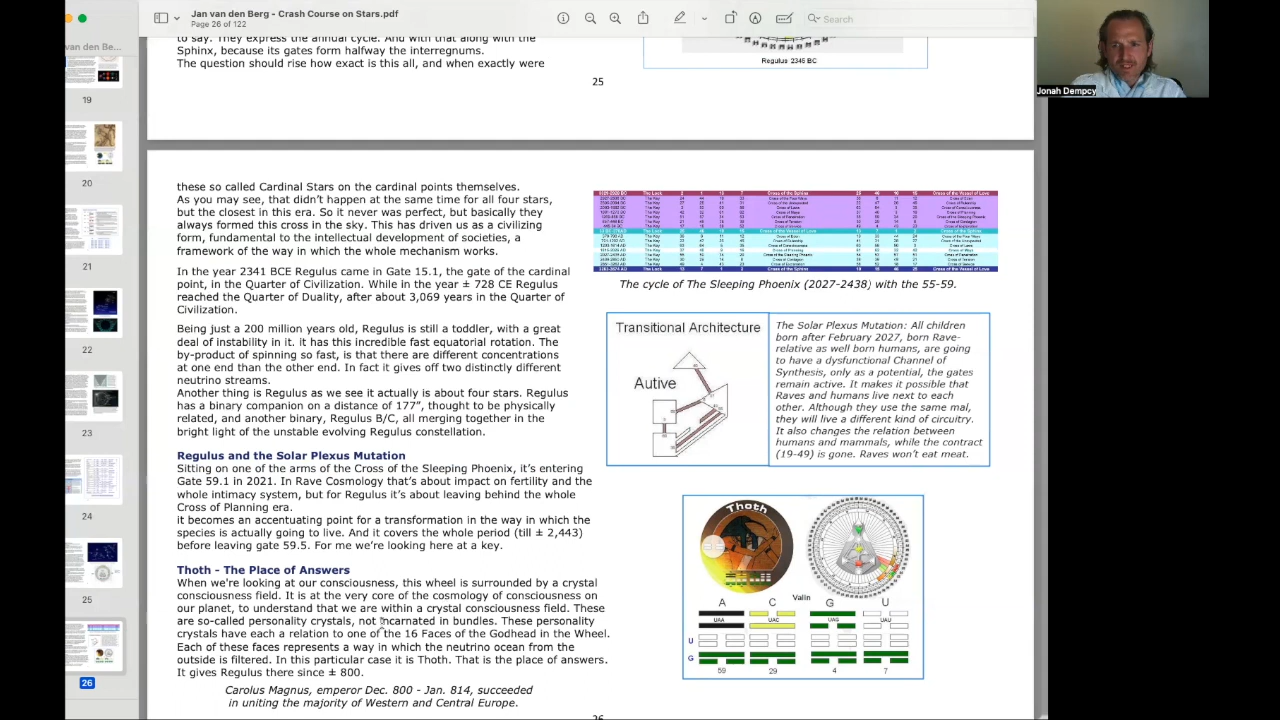 van den Be...
Jan van den Berg - Crash Course on Stars.pdf
Page 26 of 122
Search
Jonah Dempcy
19
20
21
22
23
24
25
26
to say. They express the annual cycle. And with that along with the
Sphinx, because its gates form halfway the interregnums.
The question should rise how exact is this all, and when exactly were
Regulus 2345 BC
25
these so called Cardinal Stars on the cardinal points themselves.
As you may see, that didn't happen at the same time for all four stars,
so the Cross in this era it never was perfect, but basically they
always formed this cross in the sky. This has given us a civilizing
form, fundamental to the intellectual development of societies, a
framework of the way in which the whole mechanism works.
In the year 2341 BCE Regulus came in Gate 15.1, the gate of the cardinal
point, in the Quarter of Civilization. While in the year ± 728 CE Regulus
reached the Quarter of Duality, after about 3,069 years in the Quarter of
Civilization.
Being just a 200 million years old, Regulus is still a toddler, with a great
deal of instability in it. it has this incredible fast equatorial rotation. The
by-product of spinning so fast, is that there are different concentrations
as one end than the other end. In fact it gives off two distinctly different
neutrino streams.
Another thing is Regulus as we see it actually is about four stars. Regulus
has a binary companion on a distence of 177", thought to be physically
related, and another binary, Regulus B/C, all merging together in the
bright light of the unstable evolving Regulus constellation.
Regulus and the Solar Plexus Mutation
Sitting on one of the arms of the Cross of the Sleeping Phoenix, it's entering
Gate 59.1 in 2021. In Rave Cosmology that's about impact on fertility and the
whole intimacy system, but for Regulus it's about leaving behind the whole
Cross of Planning era.
it becomes an accentuating point for a transformation in the way in which the
species is actually going to live. And it covers the whole period (till ± 2,443)
before leaving gate 59.5. For me we're looking here at a key.
Thoth - The Place of Answers
When we're looking at our consciousness, this wheel is surrounded by a crystal
consciousness field. It is at the very core of the cosmology of consciousness on
our planet, to understand that we are within a crystal consciousness field. These
are so-called personality crystals, not incarnated in bundles. These personality
crystals have each a relation to one of the 16 Faces of the Godhead in the Wheel.
Each of these faces represents a way in which the neutrino stream from the
outside is filtered. In this particular case it is Thoth. That is the place of answers.
It gives Regulus there since ± 800.
Carolus Magnus, emperor Dec. 800 - Jan. 814, succeeded
in uniting the majority of Western and Central Europe.
The cycle of The Sleeping Phoenix (2027-2438) with the 55-59.
Transitional Architecture
Autive
The Solar Plexus Mutation: All children
born after February 2027, born Rave-
relative as well born humans, are going
to have a dysfunctional Channel of
Synthesis, only as a potential, the gates
remain active. It makes it possible that
Raves and humans live next to each
other. Although they use the same mal,
they will live a different kind of circuitry.
It also changes the relation between
humans and mammals, while the contract
(19-49) is gone. Raves won't eat meat.
Thoth
Valin
A C G U
UAA UAC UAG UAU
U
59 29 4 7
26